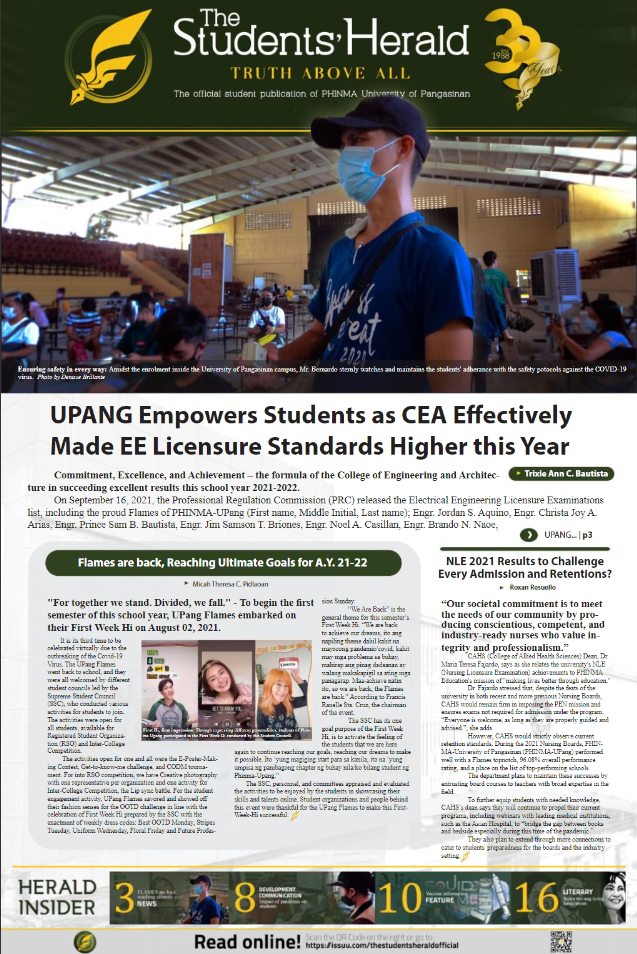 The
Students' Herald
TRUTH ABOVE ALL
The official student publication of PHINMA University of Pangasinan
1988
30
Years
Ensuring safety in every way: Amidst the enrolment inside the University of Pangasinan campus, Mr. Bernardo sternly watches and maintains the students' adherence with the safety potocols against the COVID-19
virus. Photo by Denisse Brillante
UPANG Empowers Students as CEA Effectively
Made EE Licensure Standards Higher this Year
Commitment, Excellence, and Achievement – the formula of the College of Engineering and Architec-
ture in succeeding excellent results this school year 2021-2022.
Trixie Ann C. Bautista
On September 16, 2021, the Professional Regulation Commission (PRC) released the Electrical Engineering Licensure Examinations
list, including the proud Flames of PHINMA-UPang (First name, Middle Initial, Last name); Engr. Jordan S. Aquino, Engr. Christa Joy A.
Arias, Engr. Prince Sam B. Bautista, Engr. Jim Samson T. Briones, Engr. Noel A. Casillan, Engr. Brando N. Naoe,
UPANG... | p3
Flames are back, Reaching Ultimate Goals for A.Y. 21-22
Micah Theresa C. Pidlaoan
"For together we stand. Divided, we fall." - To begin the first
semester of this school year, UPang Flames embarked on
their First Week Hi on August 02, 2021.
It is its third time to be
celebrated virtually due to the
outbreaking of the Covid-19
Virus. The UPang Flames
went back to school, and they
were all welcomed by different
student councils led by the
Supreme Student Council
(SSC), who conducted various
activities for students to join.
The activities were open for
all students, available for
Registered Student Organiza-
tion (RSO) and Inter-College
Competition.
The activities open for one and all were the E-Poster-Mak-
ing Contest, Get-to-know-me challenge, and CODM tourna-
ment. For into RSO competition, we have Creative photography
with one representative per organization and one activity for
Inter-College Competition, the Lip sync battle. For the student
engagement activity, UPang Flames savored and showed off
their fashion senses for the OOTD challenge in line with the
celebration of First Week Hi prepared by the SSC with the
enactment of weekly dress codes: Best OOTD Monday, Stripes
Tuesday, Uniform Wednesday, Floral Friday and Profes-
sion Sunday.
First Hi, first impression: Through expressing different personalities, students of Phin-
ma Upang participated in the First Week Hi conducted by the Student Council.
"We Are Back" is the
general theme for this semester's
First Week Hi. "We are back
to achieve our dreams, ito ang
naging theme dahil kahit na
mayroong pandemic/covid, kahit
may mga problema sa buhay,
mahirap ang pinag dadaanan ay
walang makakapigil sa ating mga
pangarap. Maa-achieve natin
ito, so we are back, the Flames
are back." According to Francis
Ranelle Sta. Cruz, the chairman
of the event.
The SSC has its one
goal purpose of the First Week
Hi, is to activate the feeling of
the students that we are here
again to continue reaching our goals, reaching our dreams to make
it possible. Ito 'yung magiging start para sa kanila, ito na 'yung
umpisa ng panibagong chapter ng buhay nila ko bilang student ng
Phinma-Upang."
The SSC, personnel, and committees appraised and evaluated
the activities to be enjoyed by the students in showcasing their
skills and talents online. Student organizations and people behind
this event were thankful for the UPang Flames to make this First-
Week-Hi successful.
NLE 2021 Results to Challenge
Every Admission and Retentions?
Roxan Resuello
"Our societal commitment is to meet
the needs of our community by pro-
ducing conscientious, competent, and
industry-ready nurses who value in-
tegrity and professionalism."
CAHS (College of Allied Health Sciences) Dean, Dr.
Maria Teresa Fajardo, says as she relates the university's NLE
(Nursing Licensure Examination) achievements to PHINMA
Education's mission of "making lives better through education."
Dr. Fajardo stressed that, despite the fears of the
university in both recent and more previous Nursing Boards,
CAHS would remain firm in imposing the PEN mission and
ensures exams not required for admission under the program.
"Everyone is welcome, as long as they are properly guided and
advised.", she adds.
However, CAHS would strictly observe current
retention standards. During the 2021 Nursing Boards, PHIN-
MA-University of Pangasinan (PHINMA-UPang) performed
well with a Flames topnotch, 96.08% overall performance
rating, and a place on the list of top-performing schools.
The department plans to maintain these successes by
entrusting board courses to teachers with broad expertise in the
field.
To further equip students with needed knowledge,
CAHS's dean says they will continue to propel their current
programs, including webinars with leading medical institutions,
such as the Asian Hospital, to "bridge the gap between books
and bedside especially during this time of the pandemic."
They also plan to extend through more connections to
cater to students' preparedness for the boards and the industry
setting.
HERALD
INSIDER
3
NEWS
8
DEVELOPMENT
COMMUNICATION
Impact of pandemic on
students
10
FEATURE
16
LITERARY
Read online!
Scan the QR Code on the right or go to
https://issuu.com/thestudentsheraldofficial